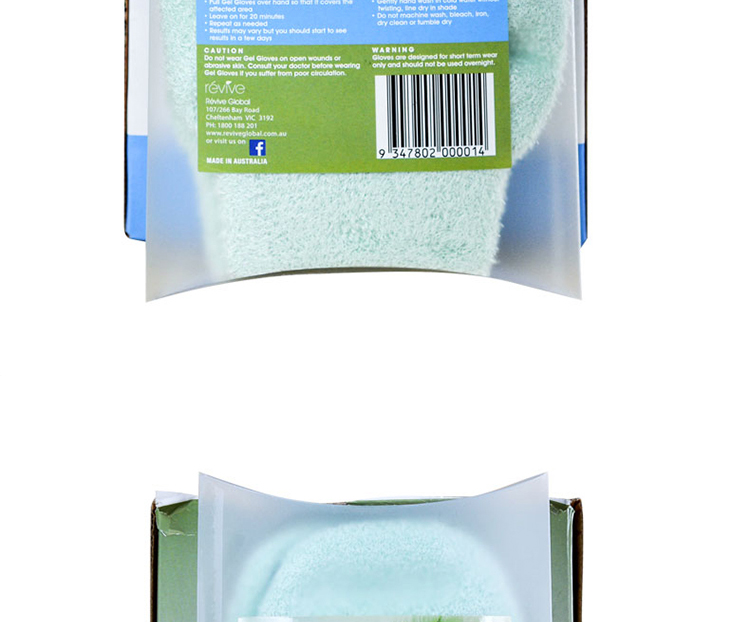 • Pull Gel Gloves over hand so that it covers the
affected area
• Leave on for 20 minutes
• Repeat as needed
• Results may vary but you should start to see
results in a few days
• Gently hand wash in cold water without
twisting, line dry in shade
• Do not machine wash, bleach, iron,
dry clean or tumble dry
CAUTION
Do not wear Gel Gloves on open wounds or
abrasive skin. Consult your doctor before wearing
Gel Gloves if you suffer from poor circulation.
WARNING
Gloves are designed for short term wear
only and should not be used overnight.
révive
Révive Global
107/266 Bay Road
Cheltenham VIC 3192
PH: 1800 188 201
www.reviveglobal.com.au
or visit us on f
MADE IN AUSTRALIA
9 347802 000014